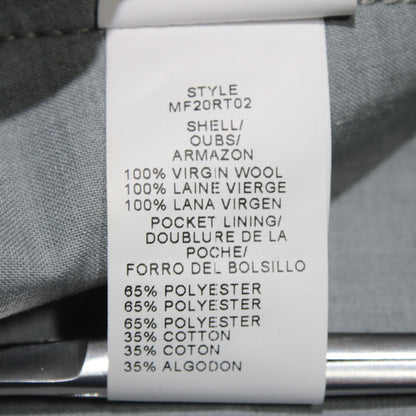 STYLE
MF20RT02
SHELL/
OUBS/
ARMAZON
100% VIRGIN WOOL
100% LAINE VIERGE
100% LANA VIRGEN
POCKET LINING/
DOUBLURE DE LA
POCHE/
FORRO DEL BOLSILLO
65% POLYESTER
65% POLYESTER
65% POLYESTER
35% COTTON
35% COTON
35% ALGODON